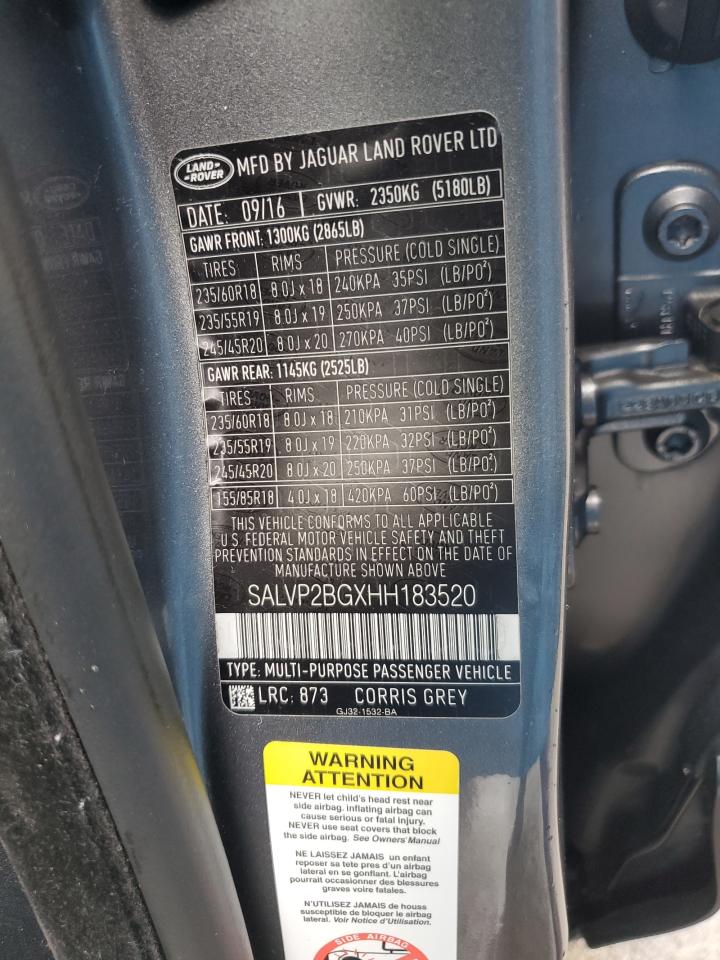 LAND-
-ROVER
MFD BY JAGUAR LAND ROVER LTD
DATE: 09/16 GVWR: 2350KG (5180LB)
GAWR FRONT: 1300KG (2865LB)
TIRES RIMS PRESSURE (COLD SINGLE)
235/60R18 8.0J x 18 240KPA 35PSI (LB/PO²)
235/55R19 8.0J x 19 250KPA 37PSI (LB/PO²)
245/45R20 8.0J x 20 270KPA 40PSI (LB/PO²)
GAWR REAR: 1145KG (2525LB)
TIRES RIMS PRESSURE (COLD SINGLE)
235/60R18 8.0J x 18 210KPA 31PSI (LB/PO²)
235/55R19 8.0J x 19 220KPA 32PSI (LB/PO²)
245/45R20 8.0J x 20 250KPA 37PSI (LB/PO²)
155/85R18 4.0J x 18 420KPA 60PSI (LB/PO²)
THIS VEHICLE CONFORMS TO ALL APPLICABLE
U.S. FEDERAL MOTOR VEHICLE SAFETY AND THEFT
PREVENTION STANDARDS IN EFFECT ON THE DATE OF
MANUFACTURE SHOWN ABOVE
SALVP2BGXHH183520
TYPE: MULTI-PURPOSE PASSENGER VEHICLE
LRC: 873 CORRIS GREY
GJ32-1532-BA
WARNING
ATTENTION
NEVER let child's head rest near
side airbag. inflating airbag can
cause serious or fatal injury.
NEVER use seat covers that block
the side airbag. See Owners' Manual
NE LAISSEZ JAMAIS un enfant
reposer sa tete pres d'un airbag
lateral en se gonflant. L'airbag
pourrait occasionner des blessures
graves voire fatales.
N'UTILISEZ JAMAIS de houss
susceptible de bloquer le airbag
lateral. Voir Notice d'Utilisation.
SIDE AIRBAG